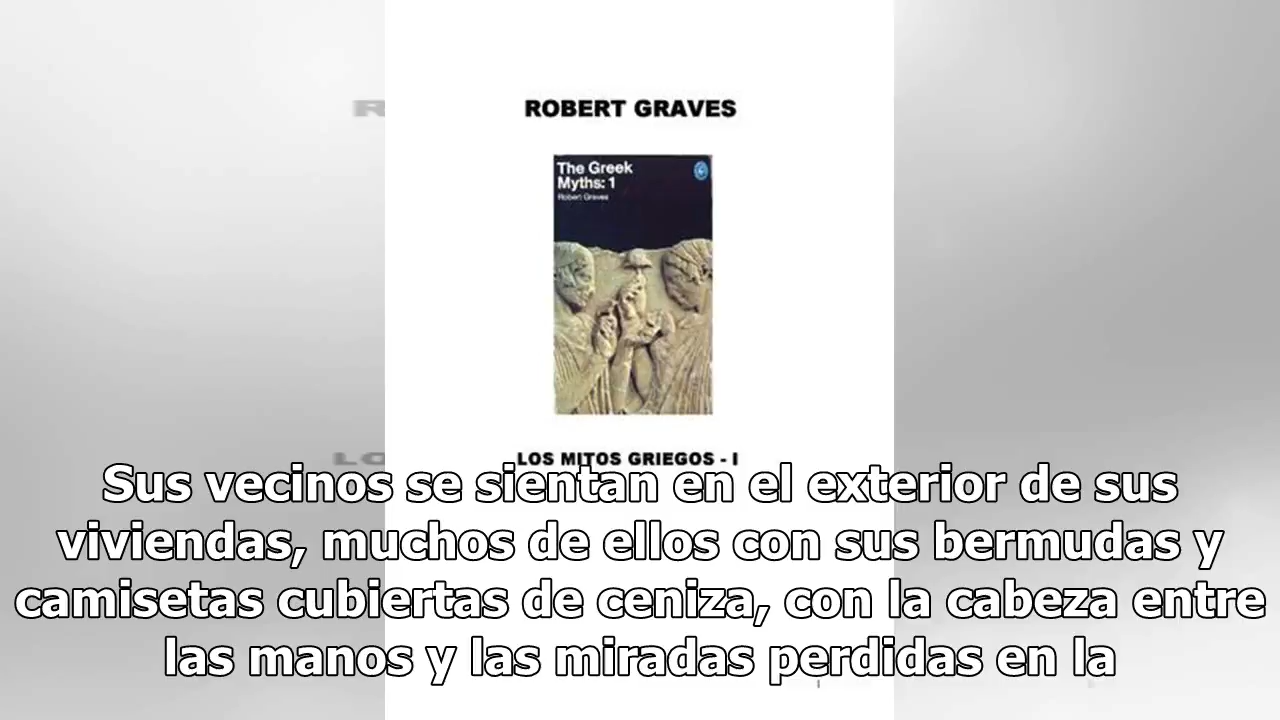 ROBERT GRAVES
The Greek
Myths: 1
Robert Graves
LOS MITOS GRIEGOS - I
Sus vecinos se sientan en el exterior de sus
viviendas, muchos de ellos con sus bermudas y
camisetas cubiertas de ceniza, con la cabeza entre
las manos y las miradas perdidas en la